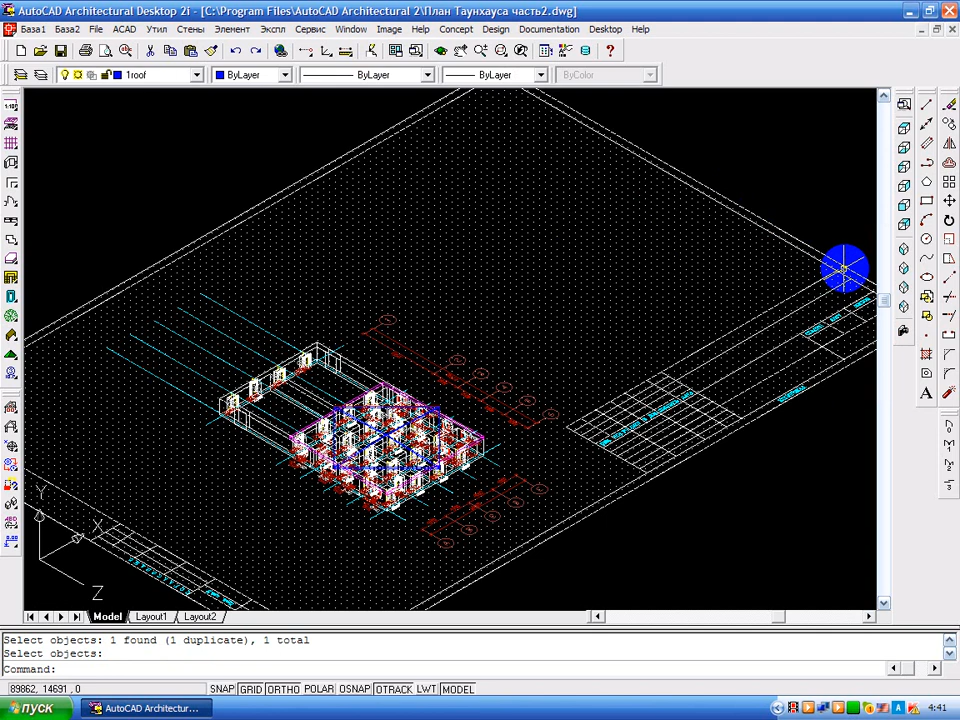 AutoCAD Architectural Desktop 2i - [C:\Program Files\AutoCAD Architectural 2\План Таунхауса часть2.dwg]
База1 База2 File ACAD Утил Стены Элемент Экспл Сервис Window Image Help Concept Design Documentation Desktop Help
1roof ByLayer ByLayer ByLayer ByColor
Y
X
Z
Model Layout1 Layout2
Select objects: 1 found (1 duplicate), 1 total
Select objects:
Command:
89862, 14691 , 0 SNAP GRID ORTHO POLAR OSNAP OTRACK LWT MODEL
пуск AutoCAD Architectur... 4:41